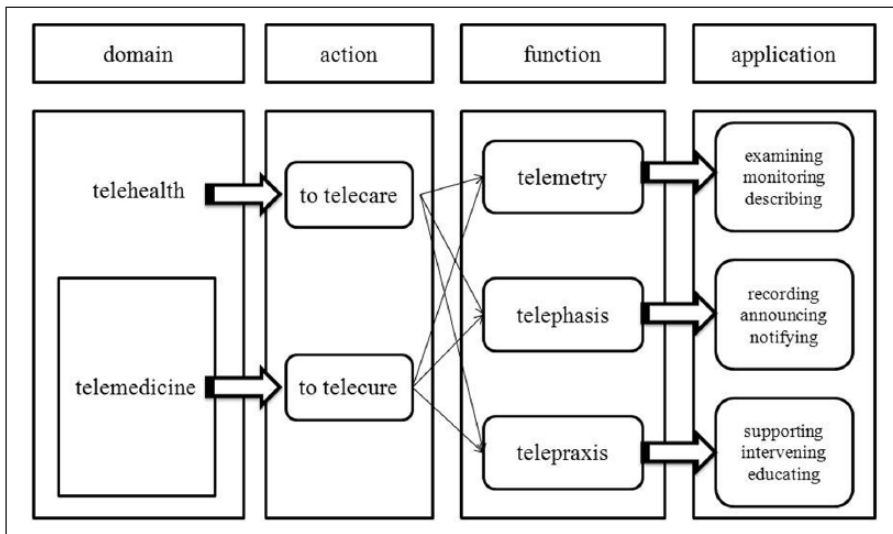 domain
action
function
application
telehealth
to telecare
telemetry
examining
monitoring
describing
telemedicine
to telecure
telephasis
recording
announcing
notifying
telepraxis
supporting
intervening
educating